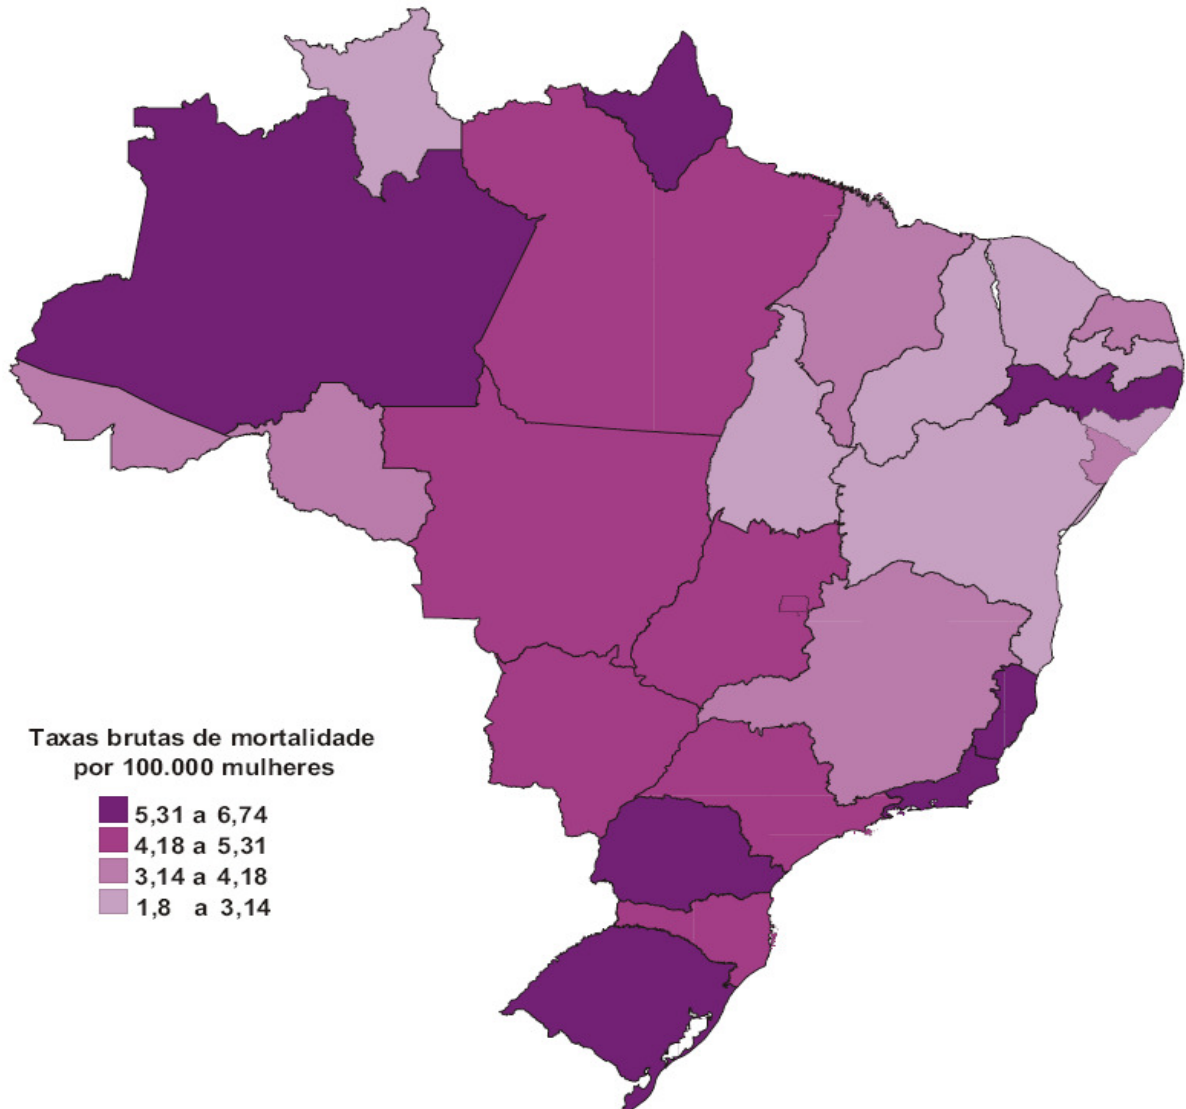 Taxas brutas de mortalidade
por 100.000 mulheres
5,31 a 6,74
4,18 a 5,31
3,14 a 4,18
1,8 a 3,14